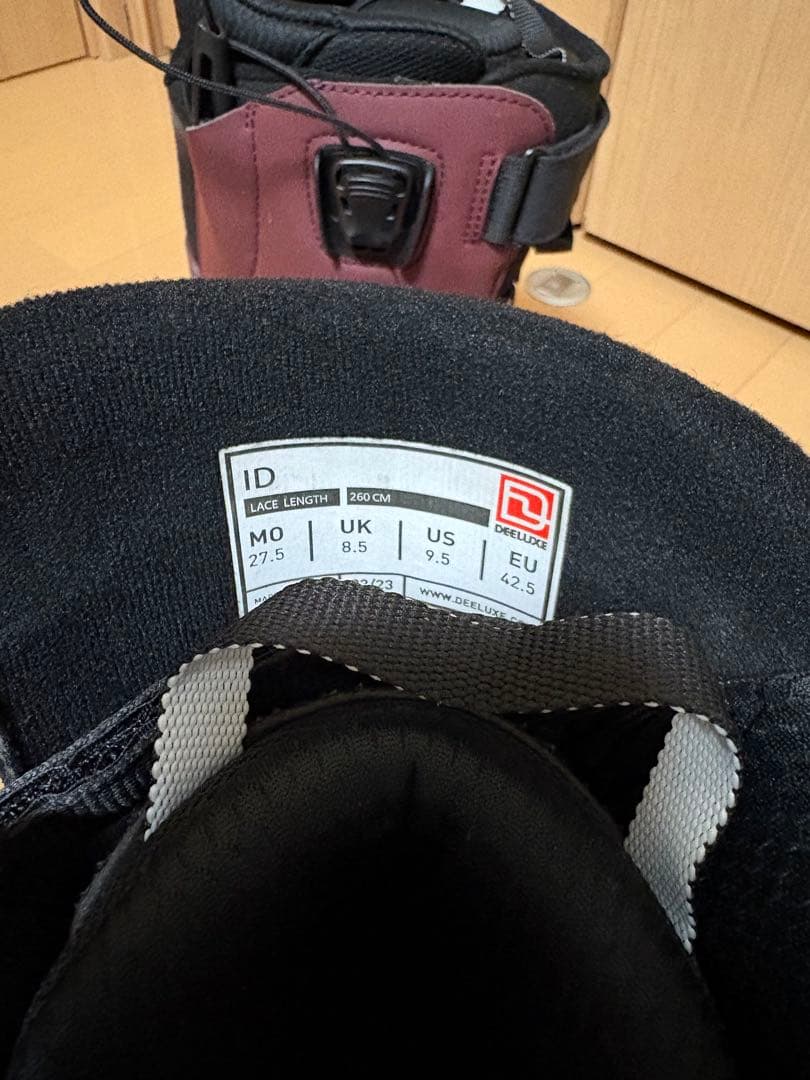 ID
LACE LENGTH 260 CM
DEELUXE
MO UK US EU
27.5 8.5 9.5 42.5
WWW.DEELUXE